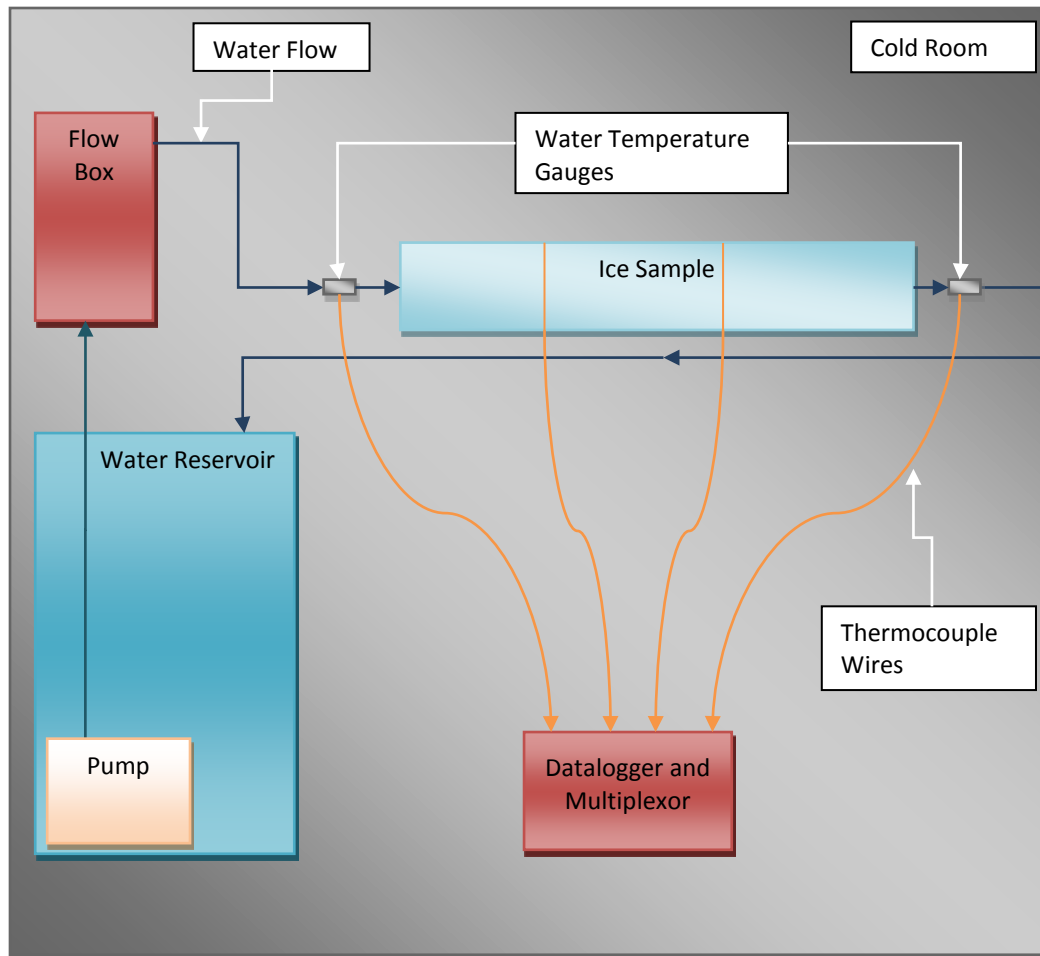 Water Flow
Cold Room
Flow
Box
Water Temperature
Gauges
Ice Sample
Water Reservoir
Thermocouple
Wires
Pump
Datalogger and
Multiplexor